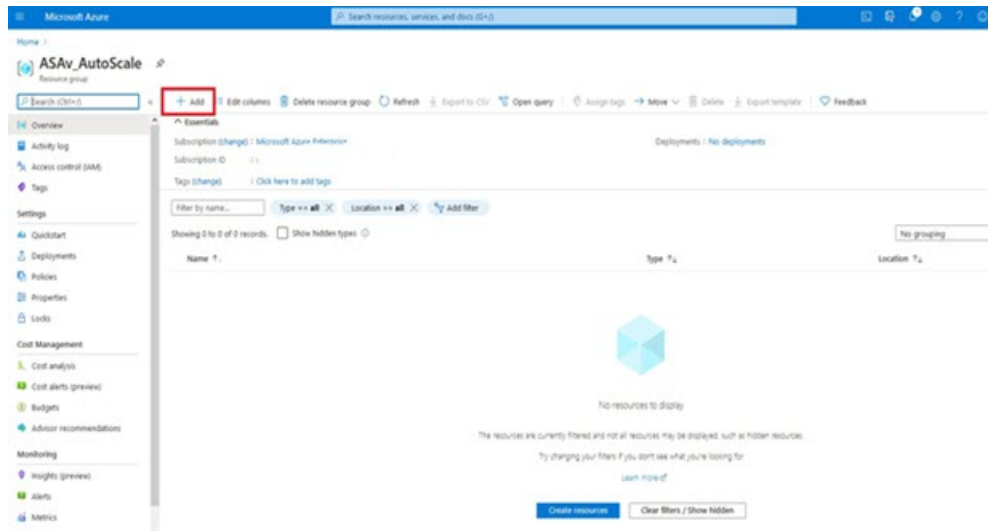 Microsoft Azure
Search resources, services, and docs (G+/)
Home >
ASAv_AutoScale
Resource group
Search (Ctrl+/)
Add Edit columns Delete resource group Refresh Export to CSV Open query Assign tags Move Delete Export template Feedback
Essentials
Subscription (change) : Microsoft Azure Enterprise
Deployments : No deployments
Subscription ID :
Tags (change) : Click here to add tags
Filter by name... Type == all Location == all Add filter
Showing 0 to 0 of 0 records. Show hidden types No grouping
Name Type Location
Overview
Activity log
Access control (IAM)
Tags
Settings
Quickstart
Deployments
Policies
Properties
Locks
Cost Management
Cost analysis
Cost alerts (preview)
Budgets
Advisor recommendations
Monitoring
Insights (preview)
Alerts
Metrics
No resources to display
The resources are currently filtered and not all resources may be displayed, such as hidden resources.
Try changing your filters if you don't see what you're looking for.
Learn more
Create resources Clear filters / Show hidden